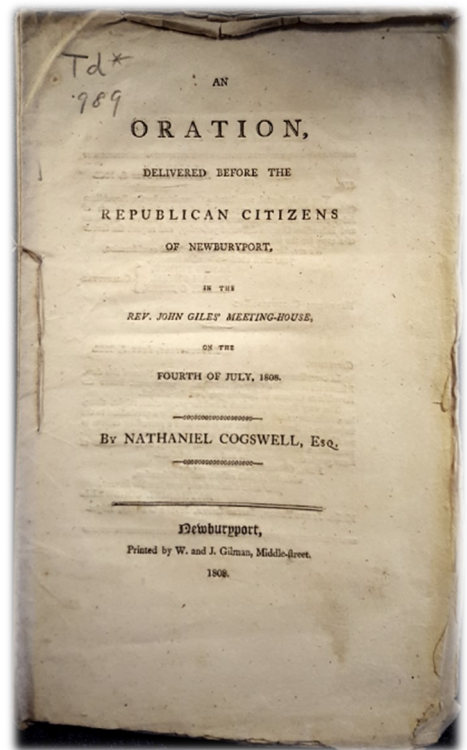 Td*
989
AN
ORATION,
DELIVERED BEFORE THE
REPUBLICAN CITIZENS
OF NEWBURYPORT,
IN THE
REV. JOHN GILES' MEETING-HOUSE,
ON THE
FOURTH OF JULY, 1808.
By NATHANIEL COGSWELL, Esq.
Newburyport,
Printed by W. and J. Gilman, Middle-street.
1808.